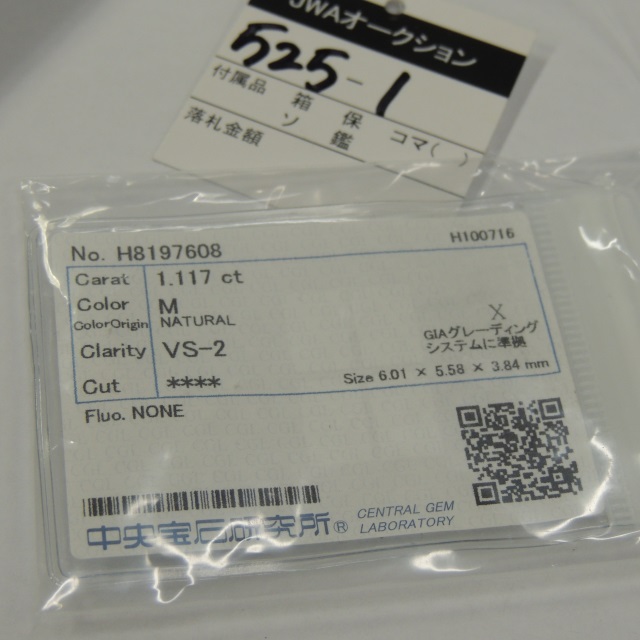 JWAオークション
525-1
付属品 箱 保
ソ 鑑 コマ( )
落札金額
No. H8197608
H100716
Carat 1.117 ct
Color M
Color Origin NATURAL
Clarity VS-2
X
GIAグレーディング
システムに準拠
Cut ****
Size 6.01 × 5.58 × 3.84 mm
Fluo. NONE
中央宝石研究所® CENTRAL GEM
LABORATORY